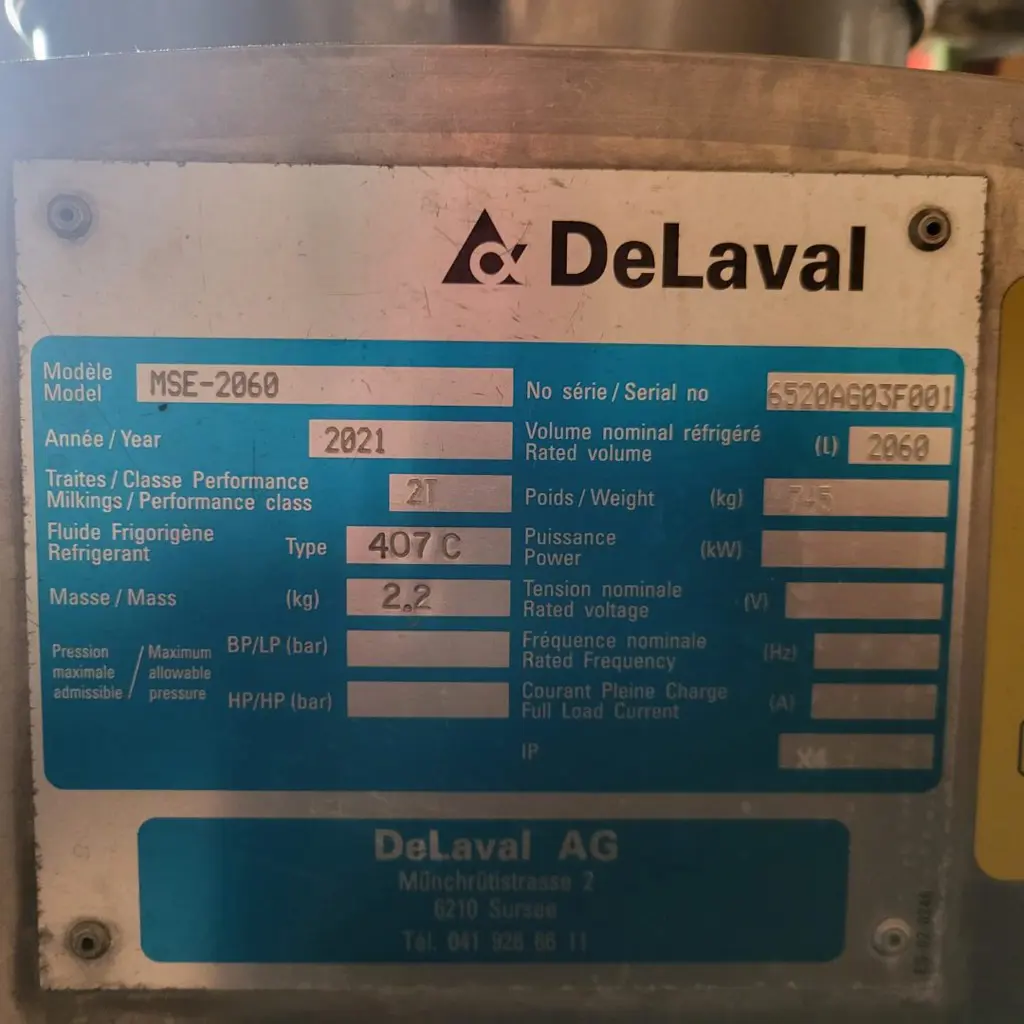 DeLaval
Modèle
Model MSE-2060
No série / Serial no 6520AG03F001
Année / Year 2021
Volume nominal réfrigéré
Rated volume (L) 2060
Traites / Classe Performance
Milkings / Performance class 2T
Poids / Weight (kg) 745
Fluide Frigorigène
Refrigerant Type 407 C
Puissance
Power (kW)
Masse / Mass (kg) 2,2
Tension nominale
Rated voltage (V)
Pression
maximale
admissible /
Maximum
allowable
pressure
BP/LP (bar)
HP/HP (bar)
Fréquence nominale
Rated Frequency (Hz)
Courant Pleine Charge
Full Load Current (A)
IP X4
DeLaval AG
Münchrütistrasse 2
6210 Sursee
Tél. 041 926 66 11